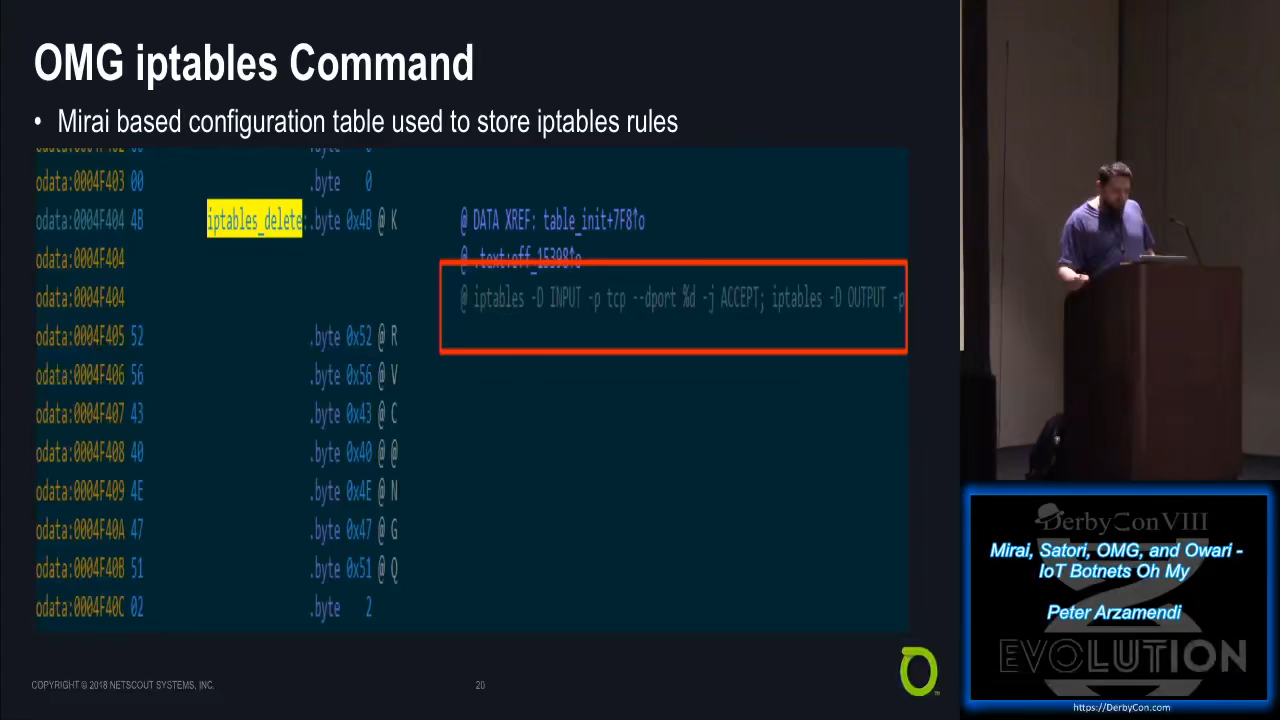 OMG iptables Command
• Mirai based configuration table used to store iptables rules
odata:0004F403 00 .byte 0
odata:0004F404 4B iptables_delete: .byte 0x4B @ K @ DATA XREF: table_init+7F8↑o
odata:0004F404 @ .text:off_15398↑o
odata:0004F404 @ iptables -D INPUT -p tcp --dport %d -j ACCEPT; iptables -D OUTPUT -p
odata:0004F405 52 .byte 0x52 @ R
odata:0004F406 56 .byte 0x56 @ V
odata:0004F407 43 .byte 0x43 @ C
odata:0004F408 40 .byte 0x40 @ @
odata:0004F409 4E .byte 0x4E @ N
odata:0004F40A 47 .byte 0x47 @ G
odata:0004F40B 51 .byte 0x51 @ Q
odata:0004F40C 02 .byte 2
COPYRIGHT © 2018 NETSCOUT SYSTEMS, INC.
20
DerbyCon VIII
Mirai, Satori, OMG, and Owari -
IoT Botnets Oh My
Peter Arzamendi
EVOLUTION
https://DerbyCon.com